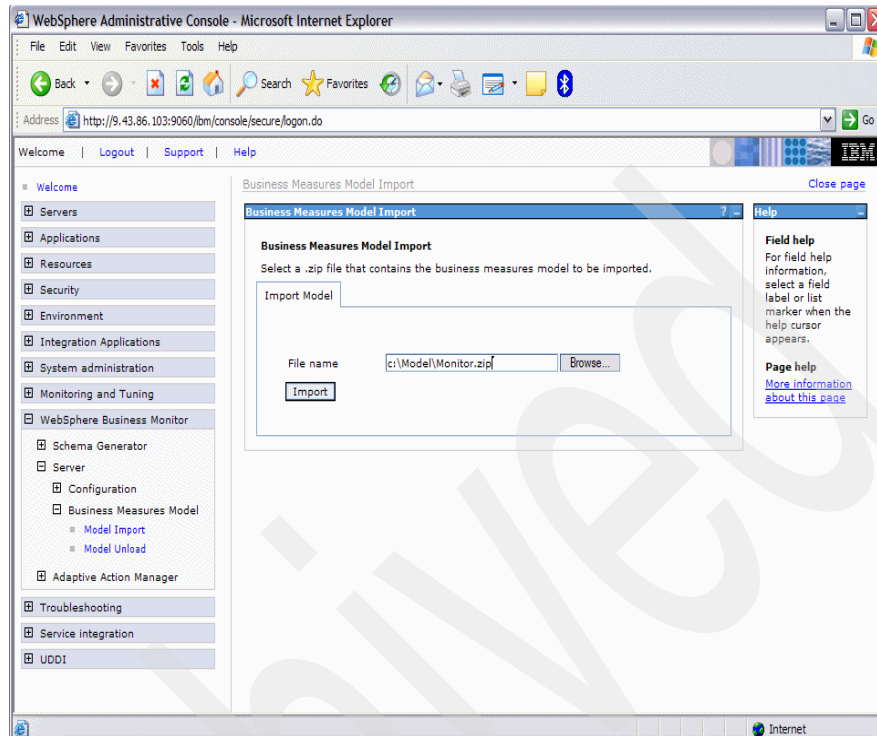 WebSphere Administrative Console - Microsoft Internet Explorer
File Edit View Favorites Tools Help
Back Search Favorites
Address http://9.43.86.103:9060/ibm/console/secure/logon.do Go
Welcome | Logout | Support | Help IBM
Welcome
Servers
Applications
Resources
Security
Environment
Integration Applications
System administration
Monitoring and Tuning
WebSphere Business Monitor
Schema Generator
Server
Configuration
Business Measures Model
Model Import
Model Unload
Adaptive Action Manager
Troubleshooting
Service integration
UDDI
Business Measures Model Import Close page
Business Measures Model Import ? -
Business Measures Model Import
Select a .zip file that contains the business measures model to be imported.
Import Model
File name c:\Model\Monitor.zip Browse...
Import
Help -
Field help
For field help
information,
select a field
label or list
marker when the
help cursor
appears.
Page help
More information
about this page
Internet